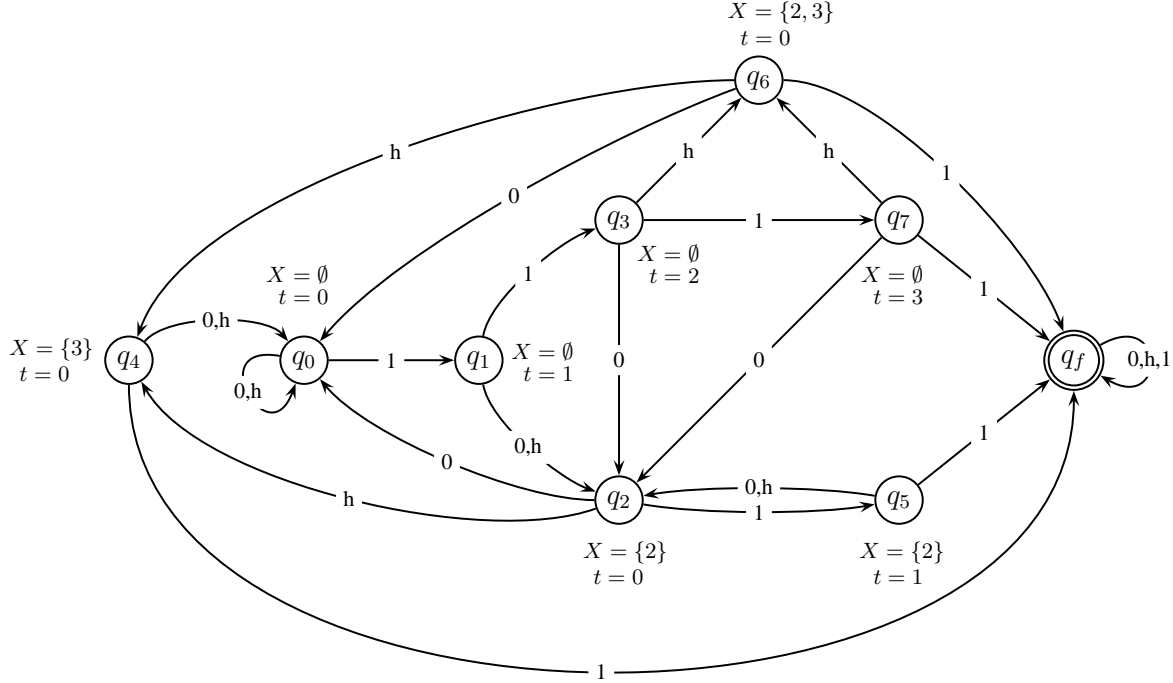 X = {2, 3}
t = 0
q6
h
h
h
1
0
q3
1
q7
X = ∅
t = 2
X = ∅
t = 3
1
X = ∅
t = 0
1
0,h
X = {3}
t = 0
q4
q0
1
q1
X = ∅
t = 1
0
0
qf
0,h,1
0,h
0,h
1
0
h
q2
0,h
1
q5
X = {2}
t = 0
X = {2}
t = 1
1